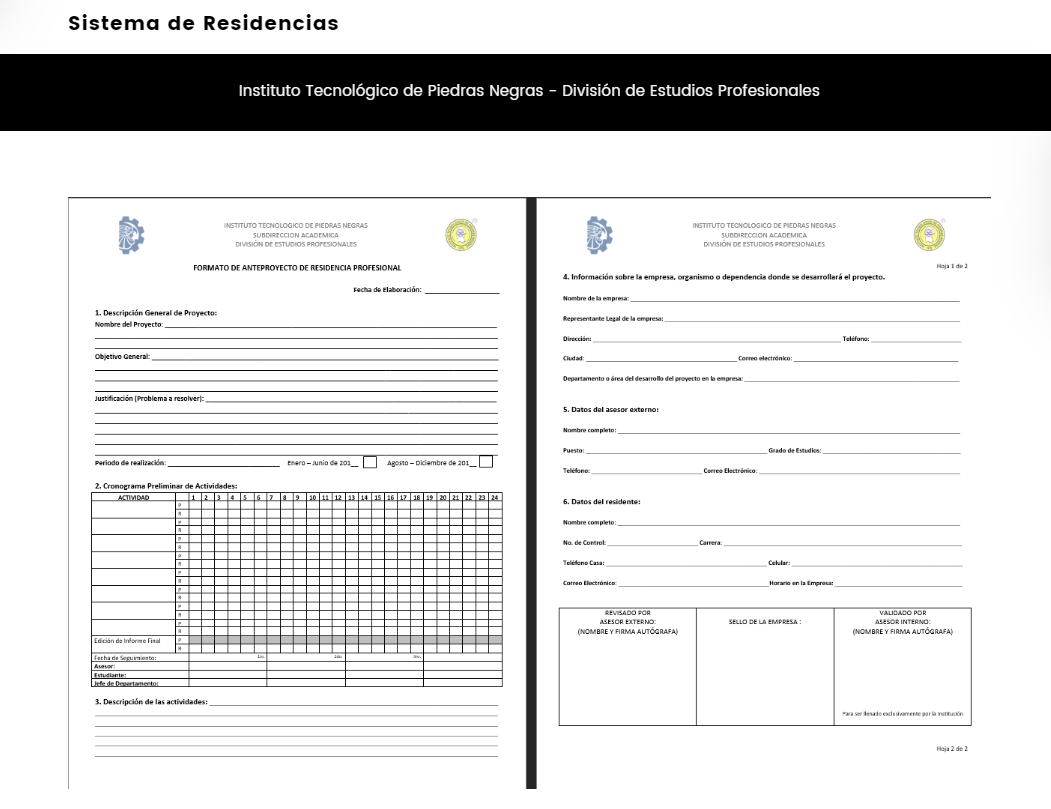 Sistema de Residencias
Instituto Tecnológico de Piedras Negras - División de Estudios Profesionales
INSTITUTO TECNOLOGICO DE PIEDRAS NEGRAS
SUBDIRECCION ACADEMICA
DIVISIÓN DE ESTUDIOS PROFESIONALES
FORMATO DE ANTEPROYECTO DE RESIDENCIA PROFESIONAL
Fecha de Elaboración:
1. Descripción General de Proyecto:
Nombre del Proyecto:
Objetivo General:
Justificación (Problema a resolver):
Periodo de realización: Enero – Junio de 201__ Agosto – Diciembre de 201__
2. Cronograma Preliminar de Actividades:
ACTIVIDAD 1 2 3 4 5 6 7 8 9 10 11 12 13 14 15 16 17 18 19 20 21 22 23 24
P
R
P
R
P
R
P
R
P
R
P
R
P
R
P
R
Edición de Informe Final P
R
Fecha de Seguimiento: 1ro. 2do. 3ro.
Asesor:
Estudiante:
Jefe de Departamento:
3. Descripción de las actividades:
INSTITUTO TECNOLOGICO DE PIEDRAS NEGRAS
SUBDIRECCION ACADEMICA
DIVISIÓN DE ESTUDIOS PROFESIONALES
Hoja 1 de 2
4. Información sobre la empresa, organismo o dependencia donde se desarrollará el proyecto.
Nombre de la empresa:
Representante Legal de la empresa:
Dirección: Teléfono:
Ciudad: Correo electrónico:
Departamento o área del desarrollo del proyecto en la empresa:
5. Datos del asesor externo:
Nombre completo:
Puesto: Grado de Estudios:
Teléfono: Correo Electrónico:
6. Datos del residente:
Nombre completo:
No. de Control: Carrera:
Teléfono Casa: Celular:
Correo Electrónico: Horario en la Empresa:
REVISADO POR
ASESOR EXTERNO:
(NOMBRE Y FIRMA AUTÓGRAFA)
SELLO DE LA EMPRESA :
VALIDADO POR
ASESOR INTERNO:
(NOMBRE Y FIRMA AUTÓGRAFA)
Para ser llenado exclusivamente por la Institución
Hoja 2 de 2